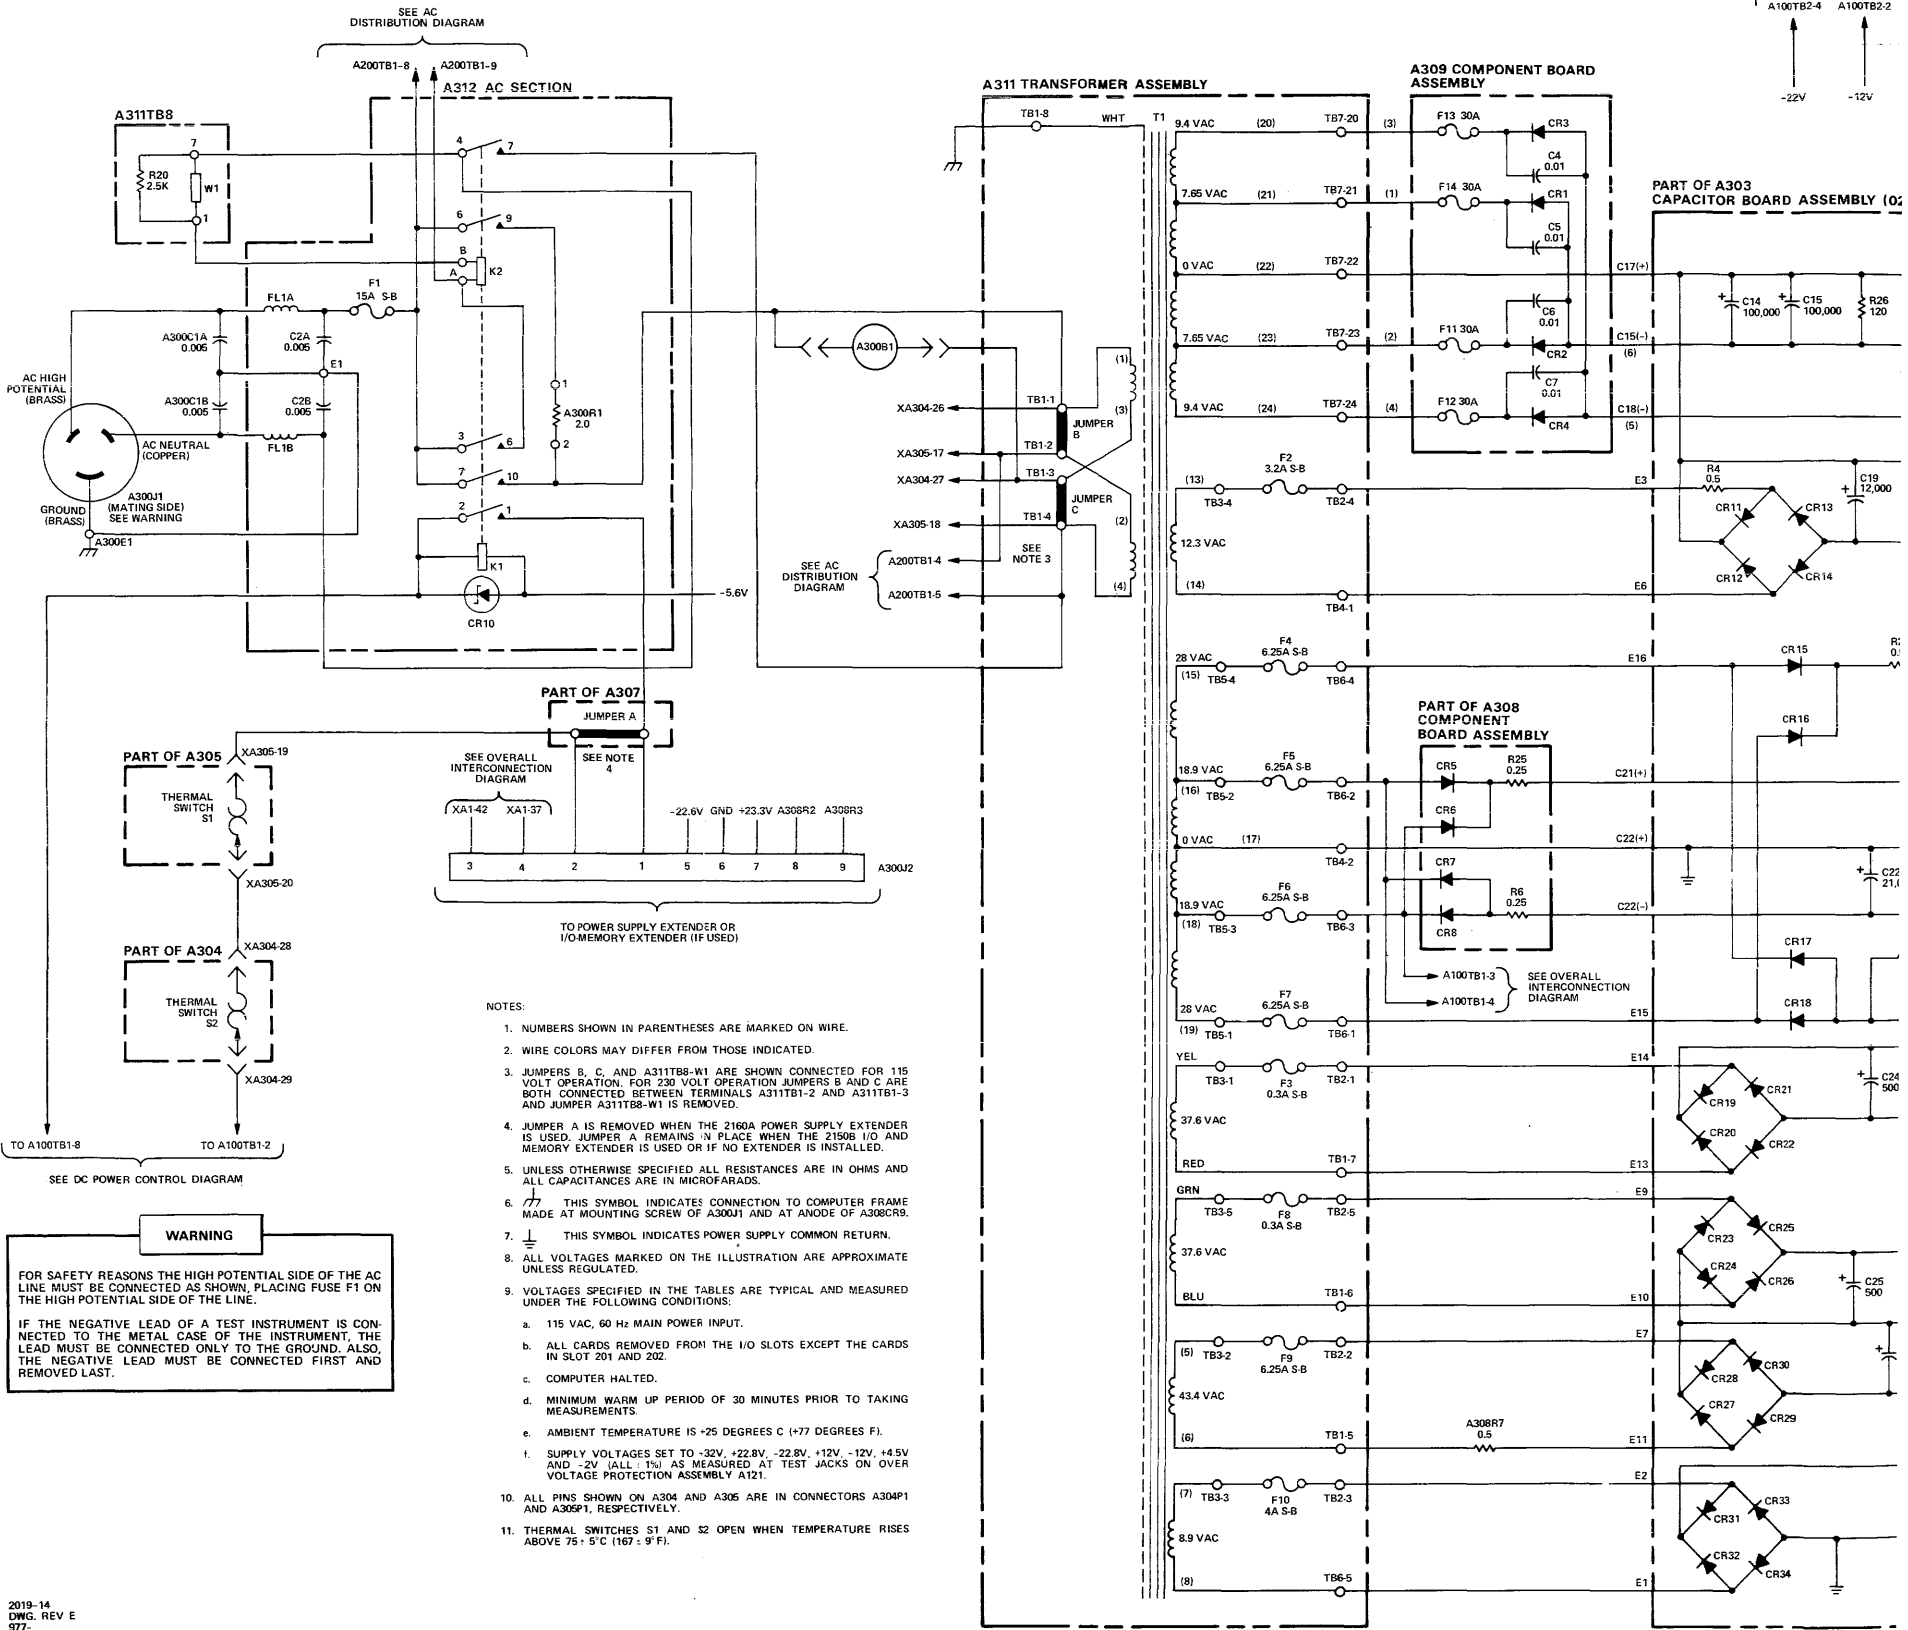 SEE AC
DISTRIBUTION DIAGRAM
A200TB1-8
A200TB1-9
A312 AC SECTION
A311TB8
7
R20
2.5K
W1
1
4
7
6
9
B
A
K2
F1
15A S-B
FL1A
A300C1A
0.005
C2A
0.005
E1
AC HIGH
POTENTIAL
(BRASS)
A300C1B
0.005
C2B
0.005
AC NEUTRAL
(COPPER)
FL1B
1
A300R1
2.0
2
3
6
7
10
2
1
A300J1
(MATING SIDE)
SEE WARNING
GROUND
(BRASS)
A300E1
K1
-5.6V
CR10
PART OF A307
JUMPER A
SEE NOTE
4
PART OF A305
XA305-19
THERMAL
SWITCH
S1
XA305-20
PART OF A304
XA304-28
THERMAL
SWITCH
S2
XA304-29
TO A100TB1-8
TO A100TB1-2
SEE DC POWER CONTROL DIAGRAM
SEE OVERALL
INTERCONNECTION
DIAGRAM
XA1-42
XA1-37
-22.6V GND +23.3V A308R2 A308R3
3 4 2 1 5 6 7 8 9
A300J2
TO POWER SUPPLY EXTENDER OR
I/O-MEMORY EXTENDER (IF USED)
WARNING
FOR SAFETY REASONS THE HIGH POTENTIAL SIDE OF THE AC
LINE MUST BE CONNECTED AS SHOWN, PLACING FUSE F1 ON
THE HIGH POTENTIAL SIDE OF THE LINE.
IF THE NEGATIVE LEAD OF A TEST INSTRUMENT IS CON-
NECTED TO THE METAL CASE OF THE INSTRUMENT, THE
LEAD MUST BE CONNECTED ONLY TO THE GROUND. ALSO,
THE NEGATIVE LEAD MUST BE CONNECTED FIRST AND
REMOVED LAST.
NOTES:
1. NUMBERS SHOWN IN PARENTHESES ARE MARKED ON WIRE.
2. WIRE COLORS MAY DIFFER FROM THOSE INDICATED.
3. JUMPERS B, C, AND A311TB8-W1 ARE SHOWN CONNECTED FOR 115
VOLT OPERATION. FOR 230 VOLT OPERATION JUMPERS B AND C ARE
BOTH CONNECTED BETWEEN TERMINALS A311TB1-2 AND A311TB1-3
AND JUMPER A311TB8-W1 IS REMOVED.
4. JUMPER A IS REMOVED WHEN THE 2160A POWER SUPPLY EXTENDER
IS USED. JUMPER A REMAINS IN PLACE WHEN THE 2150B I/O AND
MEMORY EXTENDER IS USED OR IF NO EXTENDER IS INSTALLED.
5. UNLESS OTHERWISE SPECIFIED ALL RESISTANCES ARE IN OHMS AND
ALL CAPACITANCES ARE IN MICROFARADS.
6. THIS SYMBOL INDICATES CONNECTION TO COMPUTER FRAME
MADE AT MOUNTING SCREW OF A300J1 AND AT ANODE OF A308CR9.
7. THIS SYMBOL INDICATES POWER SUPPLY COMMON RETURN.
8. ALL VOLTAGES MARKED ON THE ILLUSTRATION ARE APPROXIMATE
UNLESS REGULATED.
9. VOLTAGES SPECIFIED IN THE TABLES ARE TYPICAL AND MEASURED
UNDER THE FOLLOWING CONDITIONS:
a. 115 VAC, 60 Hz MAIN POWER INPUT.
b. ALL CARDS REMOVED FROM THE I/O SLOTS EXCEPT THE CARDS
IN SLOT 201 AND 202.
c. COMPUTER HALTED.
d. MINIMUM WARM UP PERIOD OF 30 MINUTES PRIOR TO TAKING
MEASUREMENTS.
e. AMBIENT TEMPERATURE IS +25 DEGREES C (+77 DEGREES F).
f. SUPPLY VOLTAGES SET TO +32V, +22.8V, -22.8V, +12V, -12V, +4.5V
AND -2V (ALL ± 1%) AS MEASURED AT TEST JACKS ON OVER
VOLTAGE PROTECTION ASSEMBLY A121.
10. ALL PINS SHOWN ON A304 AND A305 ARE IN CONNECTORS A304P1
AND A305P1, RESPECTIVELY.
11. THERMAL SWITCHES S1 AND S2 OPEN WHEN TEMPERATURE RISES
ABOVE 75 ± 5°C (167 ± 9°F).
2019-14
DWG. REV E
977-
A311 TRANSFORMER ASSEMBLY
TB1-8
WHT
T1
A300B1
XA304-26
TB1-1
JUMPER
B
XA305-17
TB1-2
XA304-27
TB1-3
JUMPER
C
XA305-18
TB1-4
(1)
(3)
(2)
(4)
SEE
NOTE 3
SEE AC
DISTRIBUTION
DIAGRAM
A200TB1-4
A200TB1-5
9.4 VAC (20) TB7-20 (3)
7.65 VAC (21) TB7-21 (1)
0 VAC (22) TB7-22
7.65 VAC (23) TB7-23 (2)
9.4 VAC (24) TB7-24 (4)
(13)
TB3-4
F2
3.2A S-B
TB2-4
12.3 VAC
(14)
TB4-1
28 VAC
(15) TB5-4
F4
6.25A S-B
TB6-4
18.9 VAC
(16) TB5-2
F5
6.25A S-B
TB6-2
0 VAC (17)
TB4-2
18.9 VAC
(18) TB5-3
F6
6.25A S-B
TB6-3
28 VAC
(19) TB5-1
F7
6.25A S-B
TB6-1
YEL
TB3-1
F3
0.3A S-B
TB2-1
37.6 VAC
RED
TB1-7
GRN
TB3-5
F8
0.3A S-B
TB2-5
37.6 VAC
BLU
TB1-6
(5) TB3-2
F9
6.25A S-B
TB2-2
43.4 VAC
(6)
TB1-5
(7) TB3-3
F10
4A S-B
TB2-3
8.9 VAC
(8)
TB6-5
A309 COMPONENT BOARD
ASSEMBLY
F13 30A
CR3
C4
0.01
F14 30A
CR1
C5
0.01
C6
0.01
F11 30A
CR2
C7
0.01
F12 30A
CR4
PART OF A308
COMPONENT
BOARD ASSEMBLY
CR5
R25
0.25
CR6
CR7
R6
0.25
CR8
A100TB1-3
A100TB1-4
SEE OVERALL
INTERCONNECTION
DIAGRAM
A308R7
0.5
A100TB2-4 A100TB2-2
-22V
-12V
PART OF A303
CAPACITOR BOARD ASSEMBLY (02
C17(+)
C14
100,000
C15
100,000
R26
120
C15(-)
(6)
C18(-)
(5)
E3
R4
0.5
C19
12,000
CR11
CR13
CR12
CR14
E6
E16
CR15
CR16
C21(+)
C22(+)
C22
C22(-)
CR17
CR18
E15
E14
CR19
CR21
CR20
CR22
C24
500
E13
E9
CR23
CR25
CR24
CR26
C25
500
E10
E7
CR28
CR30
CR27
CR29
E11
E2
CR31
CR33
CR32
CR34
E1